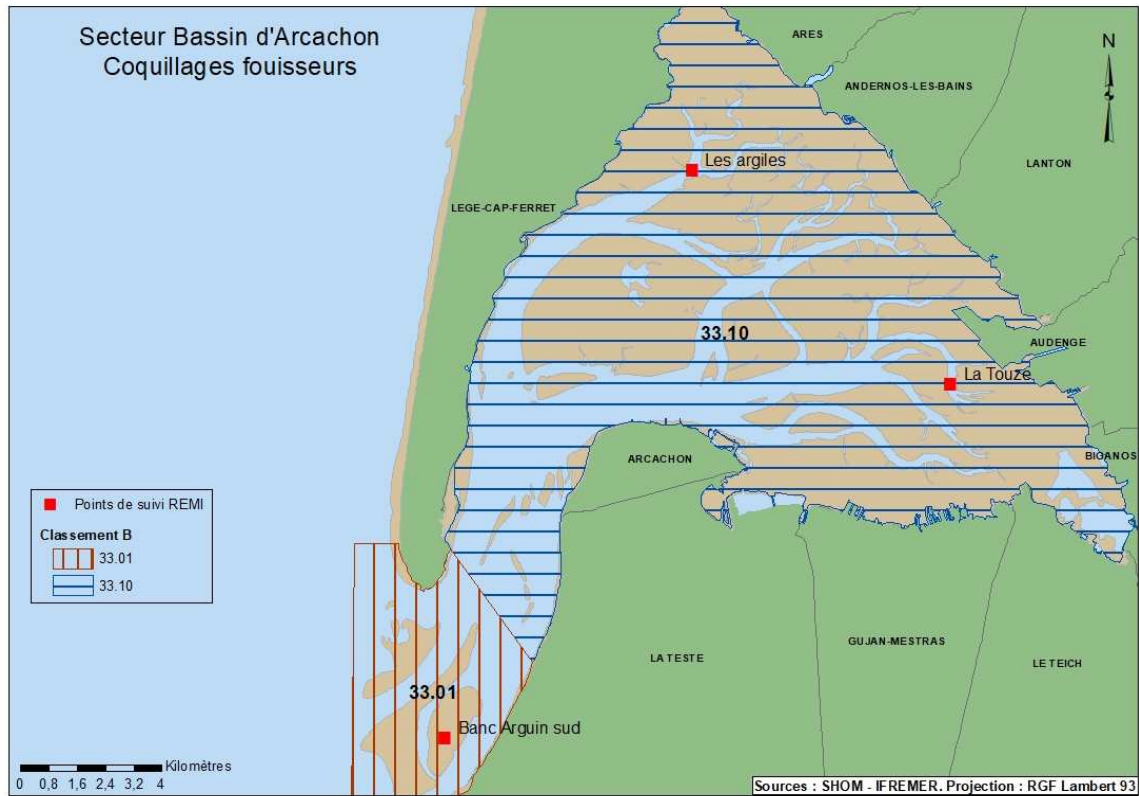 Secteur Bassin d'Arcachon
Coquillages fouisseurs
N
ARES
ANDERNOS-LES-BAINS
LANTON
Les argiles
LEGE-CAP-FERRET
33.10
AUDENGE
La Touze
ARCACHON
BIGANOS
Points de suivi REMI
Classement B
33.01
33.10
GUJAN-MESTRAS
LA TESTE
LE TEICH
33.01
Banc Arguin sud
Kilomètres
0 0,8 1,6 2,4 3,2 4
Sources : SHOM - IFREMER. Projection : RGF Lambert 93